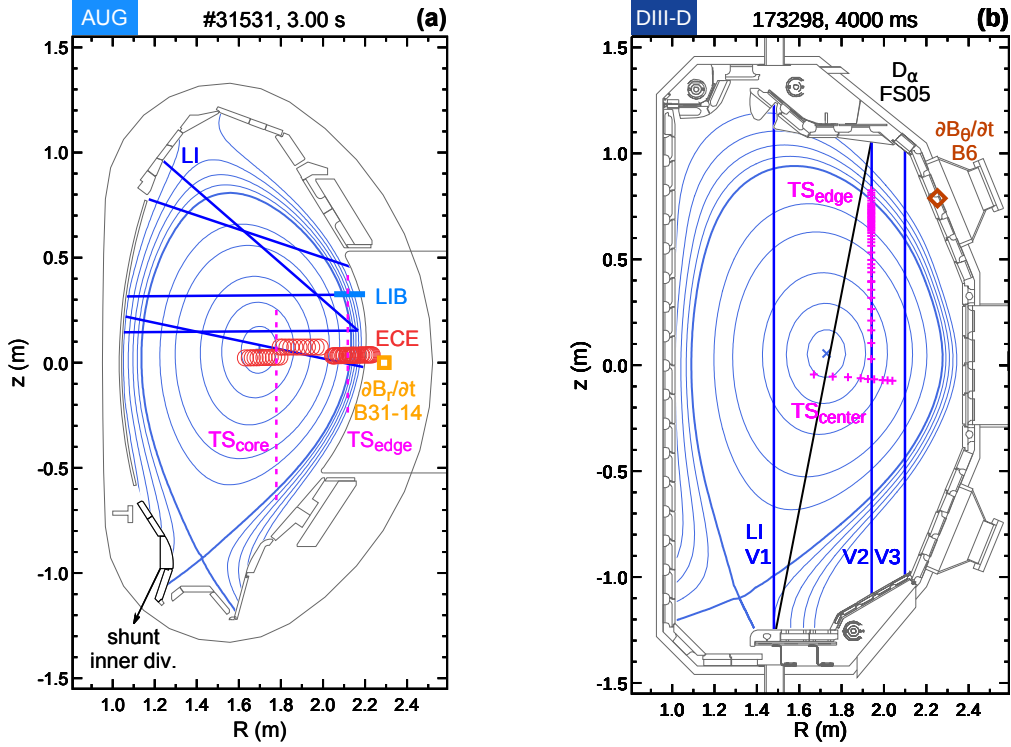 AUG
#31531, 3.00 s
(a)
1.5
1.0
0.5
0.0
-0.5
-1.0
-1.5
z (m)
LI
LIB
ECE
∂Bᵣ/∂t
B31-14
TScore
TSedge
shunt
inner div.
1.0 1.2 1.4 1.6 1.8 2.0 2.2 2.4
R (m)
DIII-D
173298, 4000 ms
(b)
1.5
1.0
0.5
0.0
-0.5
-1.0
-1.5
z (m)
Dα
FS05
∂Bθ/∂t
B6
TSedge
TScenter
LI
V1
V2
V3
1.0 1.2 1.4 1.6 1.8 2.0 2.2 2.4
R (m)